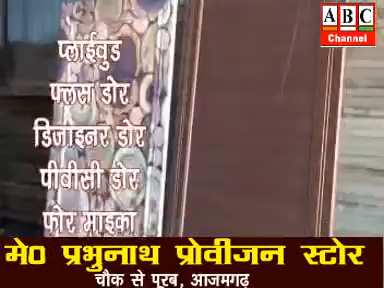 ABC
Channel
प्लाईवुड
फ्लस डोर
डिजाइनर डोर
पीवीसी डोर
फोर माइका
मे0 प्रभुनाथ प्रोवीजन स्टोर
चौक से पूरब, आजमगढ़